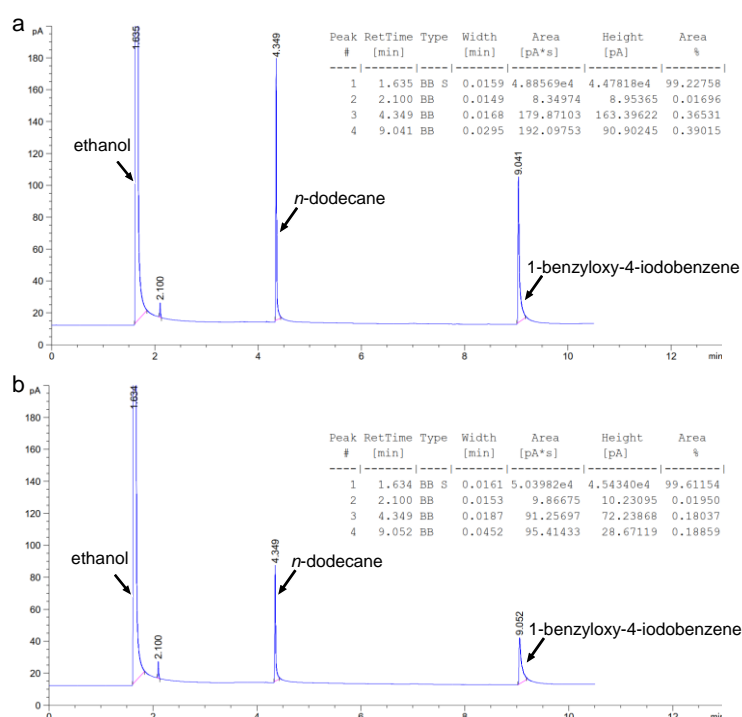 a
pA
180
160
140
120
100
80
60
40
20
0
1.635
2.100
4.349
9.041
ethanol
n-dodecane
1-benzyloxy-4-iodobenzene
Peak RetTime Type Width Area Height Area
# [min] [min] [pA*s] [pA] %
----|-------|----|-------|----------|----------|--------|
1 1.635 BB S 0.0159 4.88569e4 4.47818e4 99.22758
2 2.100 BB 0.0149 8.34974 8.95365 0.01696
3 4.349 BB 0.0168 179.87103 163.39622 0.36531
4 9.041 BB 0.0295 192.09753 90.90245 0.39015
0 2 4 6 8 10 12 min
b
pA
180
160
140
120
100
80
60
40
20
0
1.634
2.100
4.349
9.052
ethanol
n-dodecane
1-benzyloxy-4-iodobenzene
Peak RetTime Type Width Area Height Area
# [min] [min] [pA*s] [pA] %
----|-------|----|-------|----------|----------|--------|
1 1.634 BB S 0.0161 5.03982e4 4.54340e4 99.61154
2 2.100 BB 0.0153 9.86675 10.23095 0.01950
3 4.349 BB 0.0187 91.25697 72.23868 0.18037
4 9.052 BB 0.0452 95.41433 28.67119 0.18859
0 2 4 6 8 10 12 min